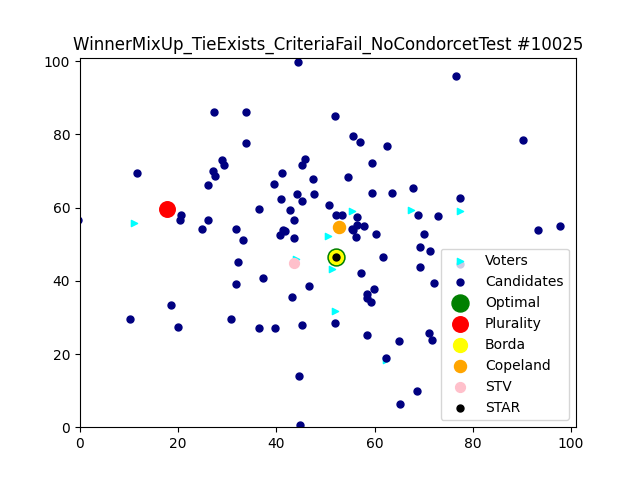 WinnerMixUp_TieExists_CriteriaFail_NoCondorcetTest #10025
100
80
60
40
20
0
0 20 40 60 80 100
Voters
Candidates
Optimal
Plurality
Borda
Copeland
STV
STAR